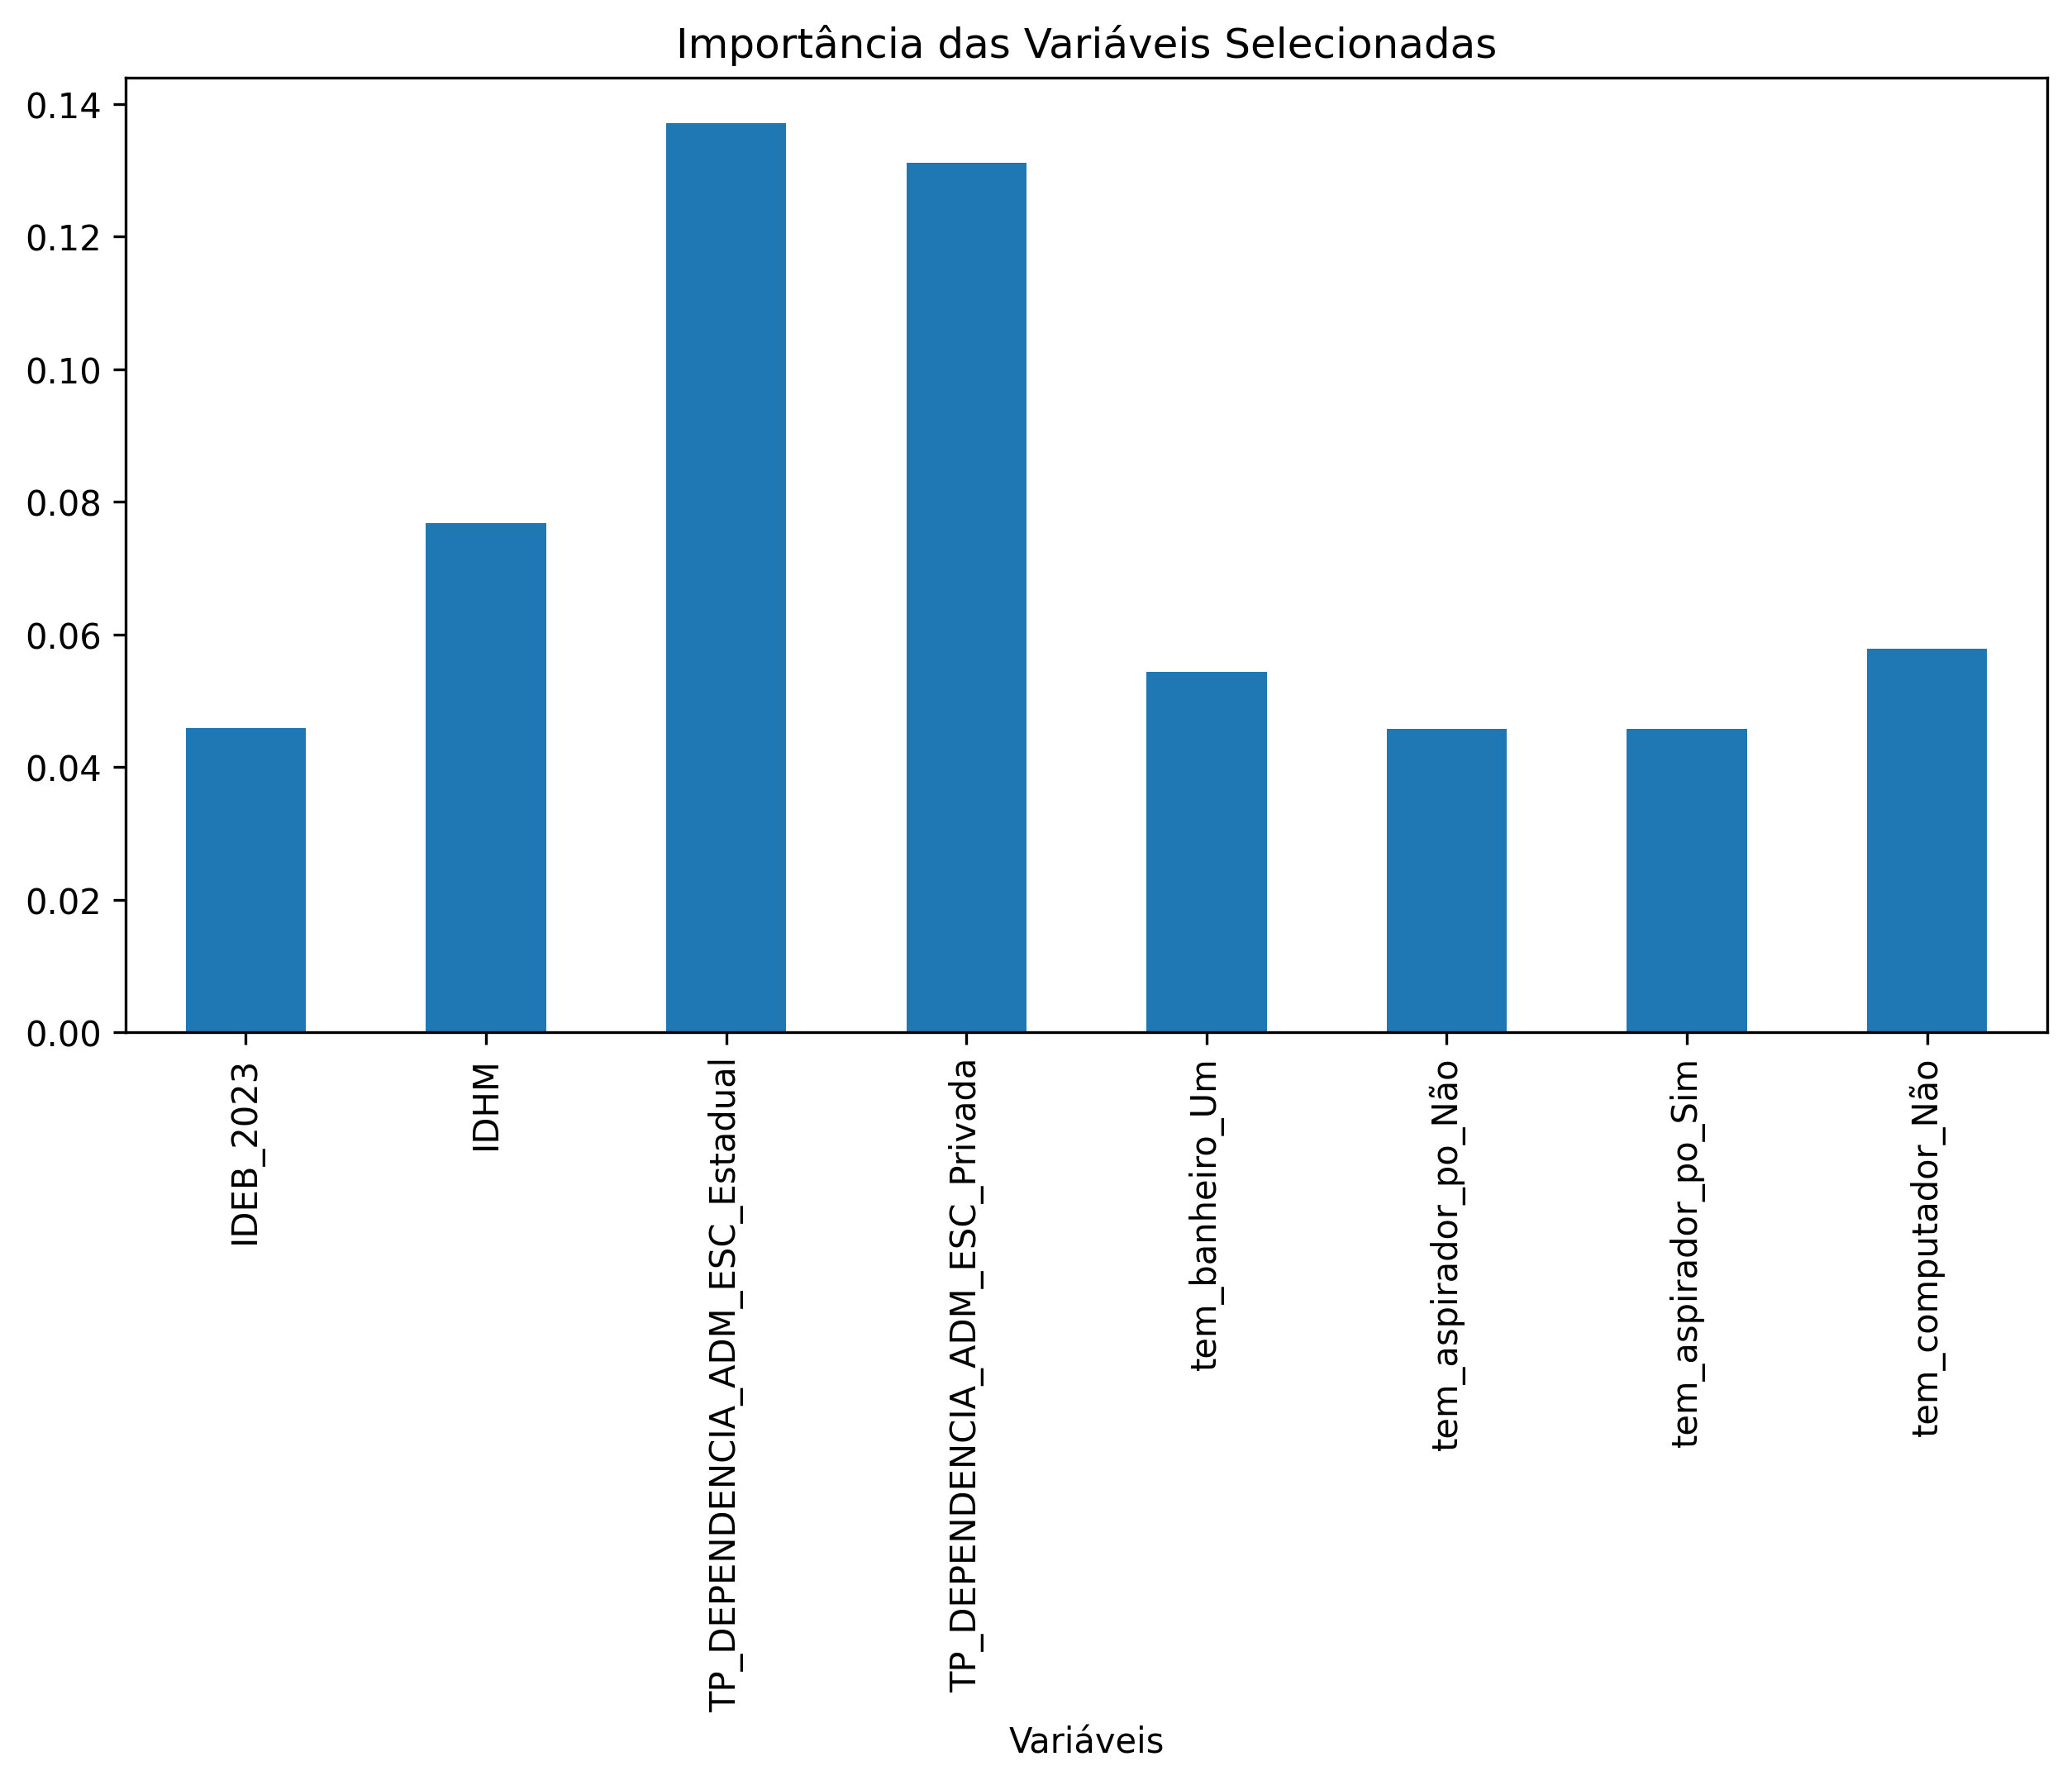 Importância das Variáveis Selecionadas
0.14
0.12
0.10
0.08
0.06
0.04
0.02
0.00
IDEB_2023
IDHM
TP_DEPENDENCIA_ADM_ESC_Estadual
TP_DEPENDENCIA_ADM_ESC_Privada
tem_banheiro_Um
tem_aspirador_po_Não
tem_aspirador_po_Sim
tem_computador_Não
Variáveis